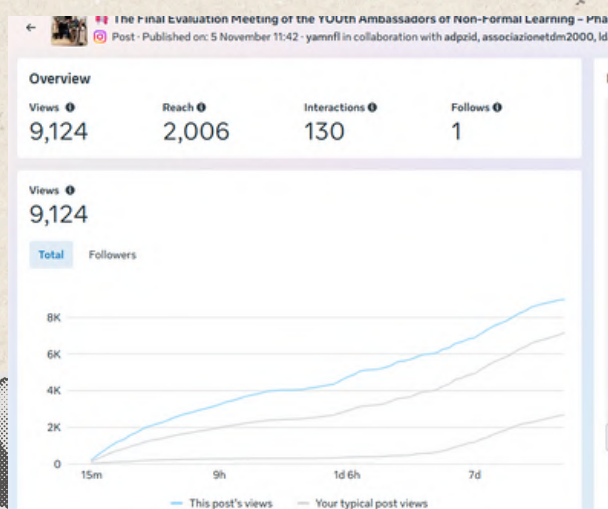 The Final Evaluation Meeting of the YOUth Ambassadors of Non-Formal Learning – Pha
Post · Published on: 5 November 11:42 · yamnfl in collaboration with adpzid, associazionetdm2000, ld
Overview
Views Reach Interactions Follows
9,124 2,006 130 1
Views
9,124
Total Followers
8K
6K
4K
2K
0
15m 9h 1d 6h 7d
This post's views Your typical post views